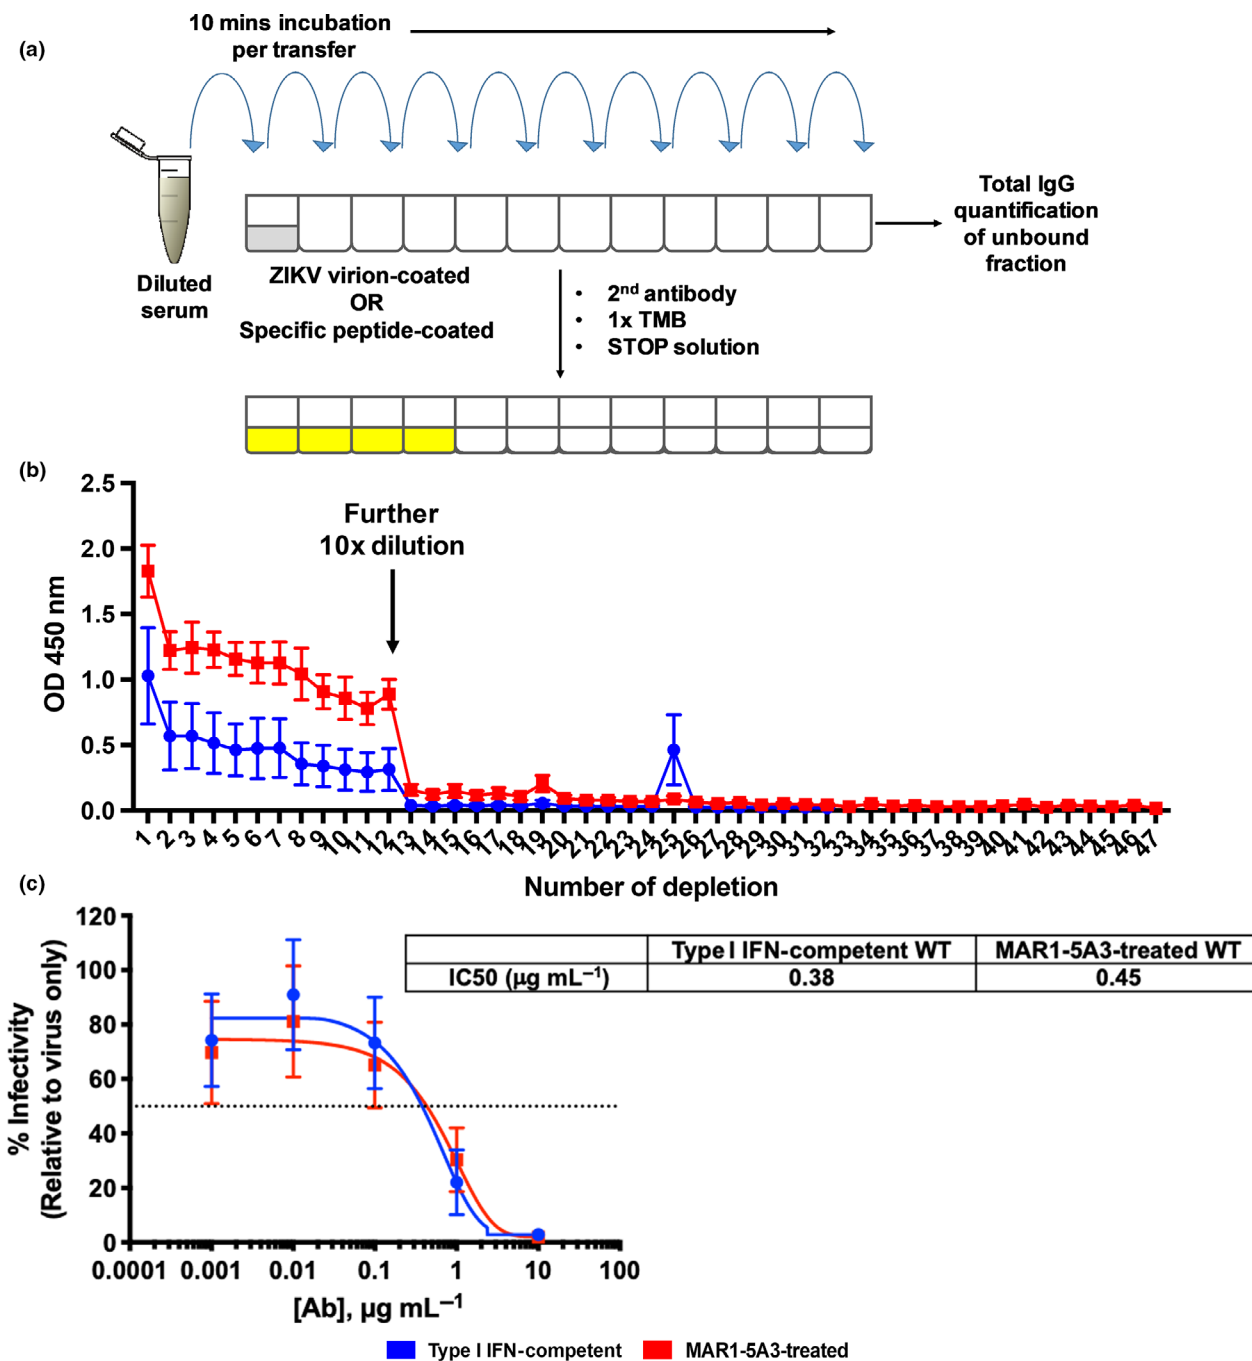 (a)
10 mins incubation
per transfer
Diluted
serum
ZIKV virion-coated
OR
Specific peptide-coated
Total IgG
quantification
of unbound
fraction
• 2nd antibody
• 1x TMB
• STOP solution
(b)
OD 450 nm
2.5
2.0
1.5
1.0
0.5
0.0
Further
10x dilution
1 2 3 4 5 6 7 8 9 10 11 12 13 14 15 16 17 18 19 20 21 22 23 24 25 26 27 28 29 30 31 32 33 34 35 36 37 38 39 40 41 42 43 44 45 46 47
Number of depletion
(c)
% Infectivity
(Relative to virus only)
120
100
80
60
40
20
0
Type I IFN-competent WT MAR1-5A3-treated WT
IC50 (µg mL–1) 0.38 0.45
0.0001 0.001 0.01 0.1 1 10 100
[Ab], µg mL–1
Type I IFN-competent MAR1-5A3-treated